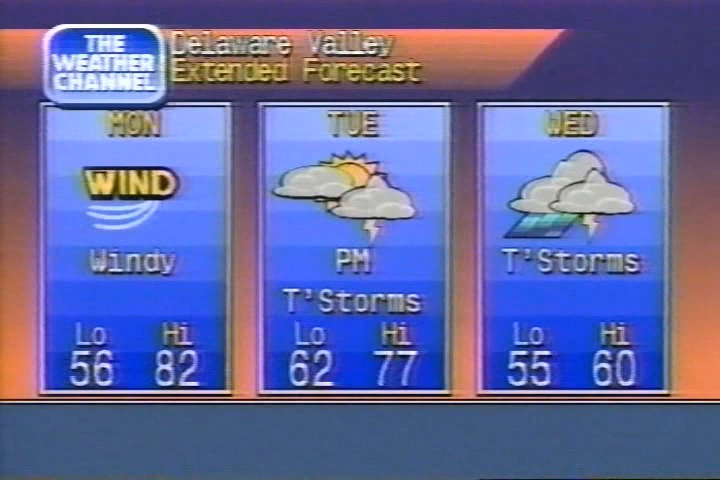 THE
WEATHER
CHANNEL
Delaware Valley
Extended Forecast
MON
WIND
Windy
Lo Hi
56 82
TUE
PM
T'Storms
Lo Hi
62 77
WED
T'Storms
Lo Hi
55 60